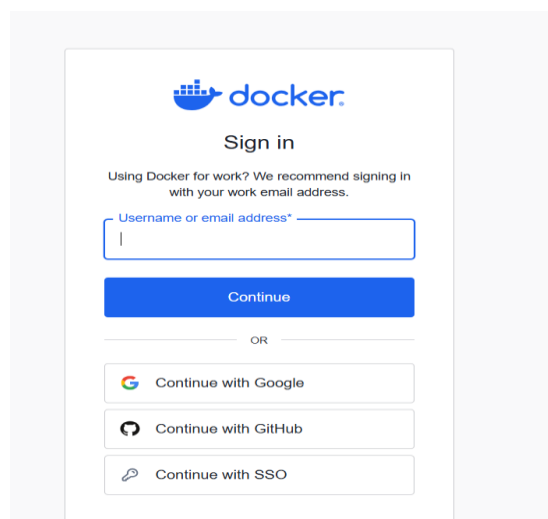 docker.
Sign in
Using Docker for work? We recommend signing in
with your work email address.
Username or email address*
Continue
OR
Continue with Google
Continue with GitHub
Continue with SSO